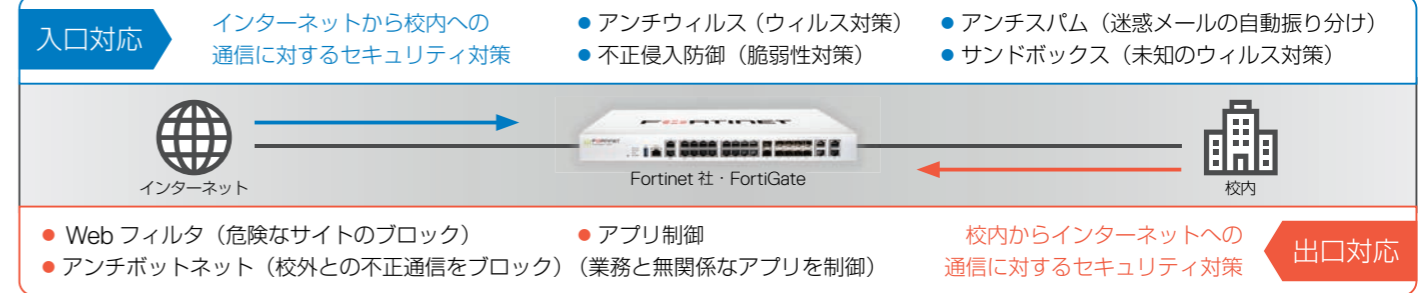 入口対応
インターネットから校内への
通信に対するセキュリティ対策
● アンチウィルス（ウィルス対策）
● 不正侵入防御（脆弱性対策）
● アンチスパム（迷惑メールの自動振り分け）
● サンドボックス（未知のウィルス対策）
FORTINET
インターネット
Fortinet 社・FortiGate
校内
● Web フィルタ（危険なサイトのブロック）
● アンチボットネット（校外との不正通信をブロック）
● アプリ制御
（業務と無関係なアプリを制御）
校内からインターネットへの
通信に対するセキュリティ対策
出口対応